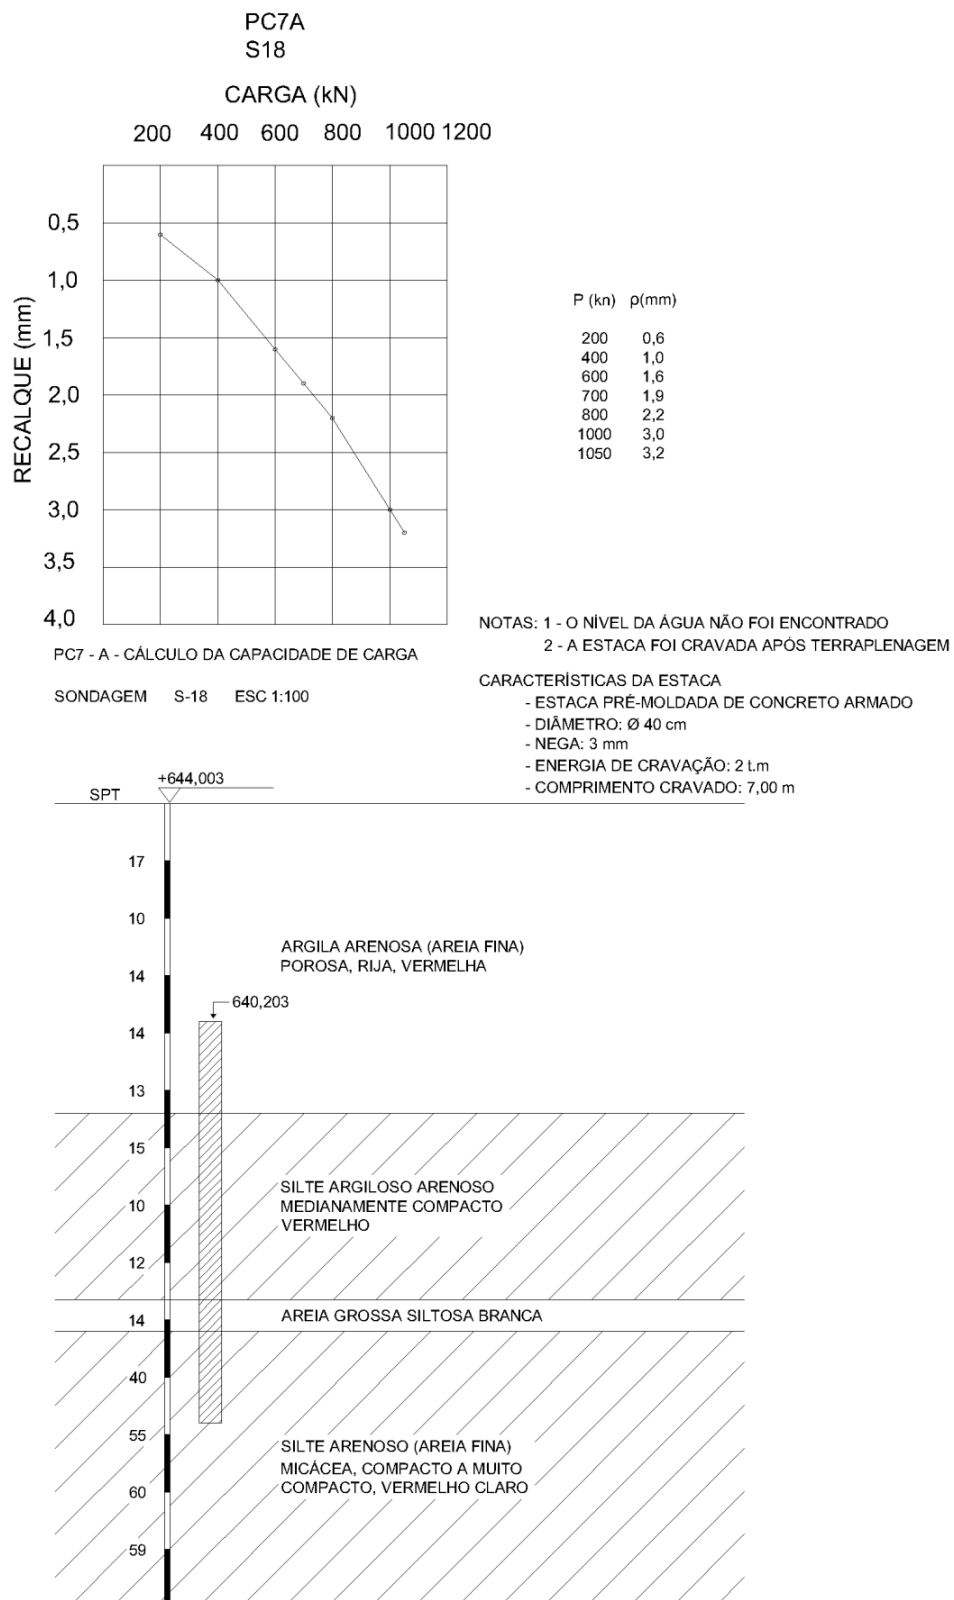 PC7A
S18
CARGA (kN)
200 400 600 800 1000 1200
RECALQUE (mm)
0,5
1,0
1,5
2,0
2,5
3,0
3,5
4,0
P (kn) ρ(mm)
200 0,6
400 1,0
600 1,6
700 1,9
800 2,2
1000 3,0
1050 3,2
NOTAS: 1 - O NÍVEL DA ÁGUA NÃO FOI ENCONTRADO
2 - A ESTACA FOI CRAVADA APÓS TERRAPLENAGEM
PC7 - A - CÁLCULO DA CAPACIDADE DE CARGA
SONDAGEM S-18 ESC 1:100
CARACTERÍSTICAS DA ESTACA
- ESTACA PRÉ-MOLDADA DE CONCRETO ARMADO
- DIÂMETRO: Ø 40 cm
- NEGA: 3 mm
- ENERGIA DE CRAVAÇÃO: 2 t.m
- COMPRIMENTO CRAVADO: 7,00 m
+644,003
SPT
17
10
ARGILA ARENOSA (AREIA FINA)
POROSA, RIJA, VERMELHA
14
640,203
14
13
15
SILTE ARGILOSO ARENOSO
MEDIANAMENTE COMPACTO
VERMELHO
10
12
AREIA GROSSA SILTOSA BRANCA
14
40
55
SILTE ARENOSO (AREIA FINA)
MICÁCEA, COMPACTO A MUITO
COMPACTO, VERMELHO CLARO
60
59